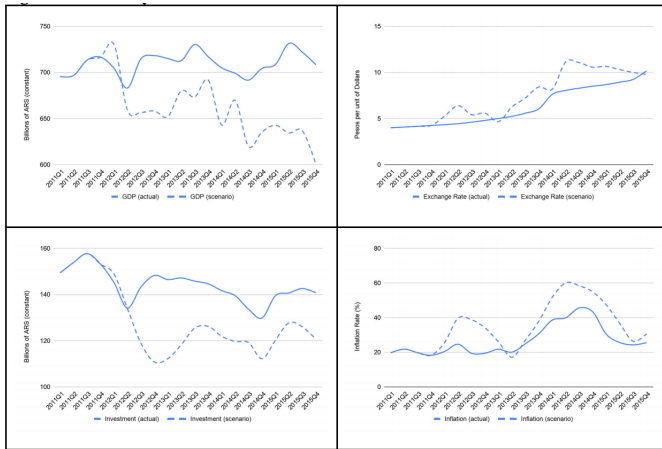 750
700
650
600
Billions of ARS (constant)
2011Q1
2011Q2
2011Q3
2011Q4
2012Q1
2012Q2
2012Q3
2012Q4
2013Q1
2013Q2
2013Q3
2013Q4
2014Q1
2014Q2
2014Q3
2014Q4
2015Q1
2015Q2
2015Q3
2015Q4
GDP (actual) GDP (scenario)
15
10
5
0
Pesos per unit of Dollars
2011Q1
2011Q2
2011Q3
2011Q4
2012Q1
2012Q2
2012Q3
2012Q4
2013Q1
2013Q2
2013Q3
2013Q4
2014Q1
2014Q2
2014Q3
2014Q4
2015Q1
2015Q2
2015Q3
2015Q4
Exchange Rate (actual) Exchange Rate (scenario)
160
140
120
100
Billions of ARS (constant)
2011Q1
2011Q2
2011Q3
2011Q4
2012Q1
2012Q2
2012Q3
2012Q4
2013Q1
2013Q2
2013Q3
2013Q4
2014Q1
2014Q2
2014Q3
2014Q4
2015Q1
2015Q2
2015Q3
2015Q4
Investment (actual) Investment (scenario)
80
60
40
20
0
Inflation Rate (%)
2011Q1
2011Q2
2011Q3
2011Q4
2012Q1
2012Q2
2012Q3
2012Q4
2013Q1
2013Q2
2013Q3
2013Q4
2014Q1
2014Q2
2014Q3
2014Q4
2015Q1
2015Q2
2015Q3
2015Q4
Inflation (actual) Inflation (scenario)